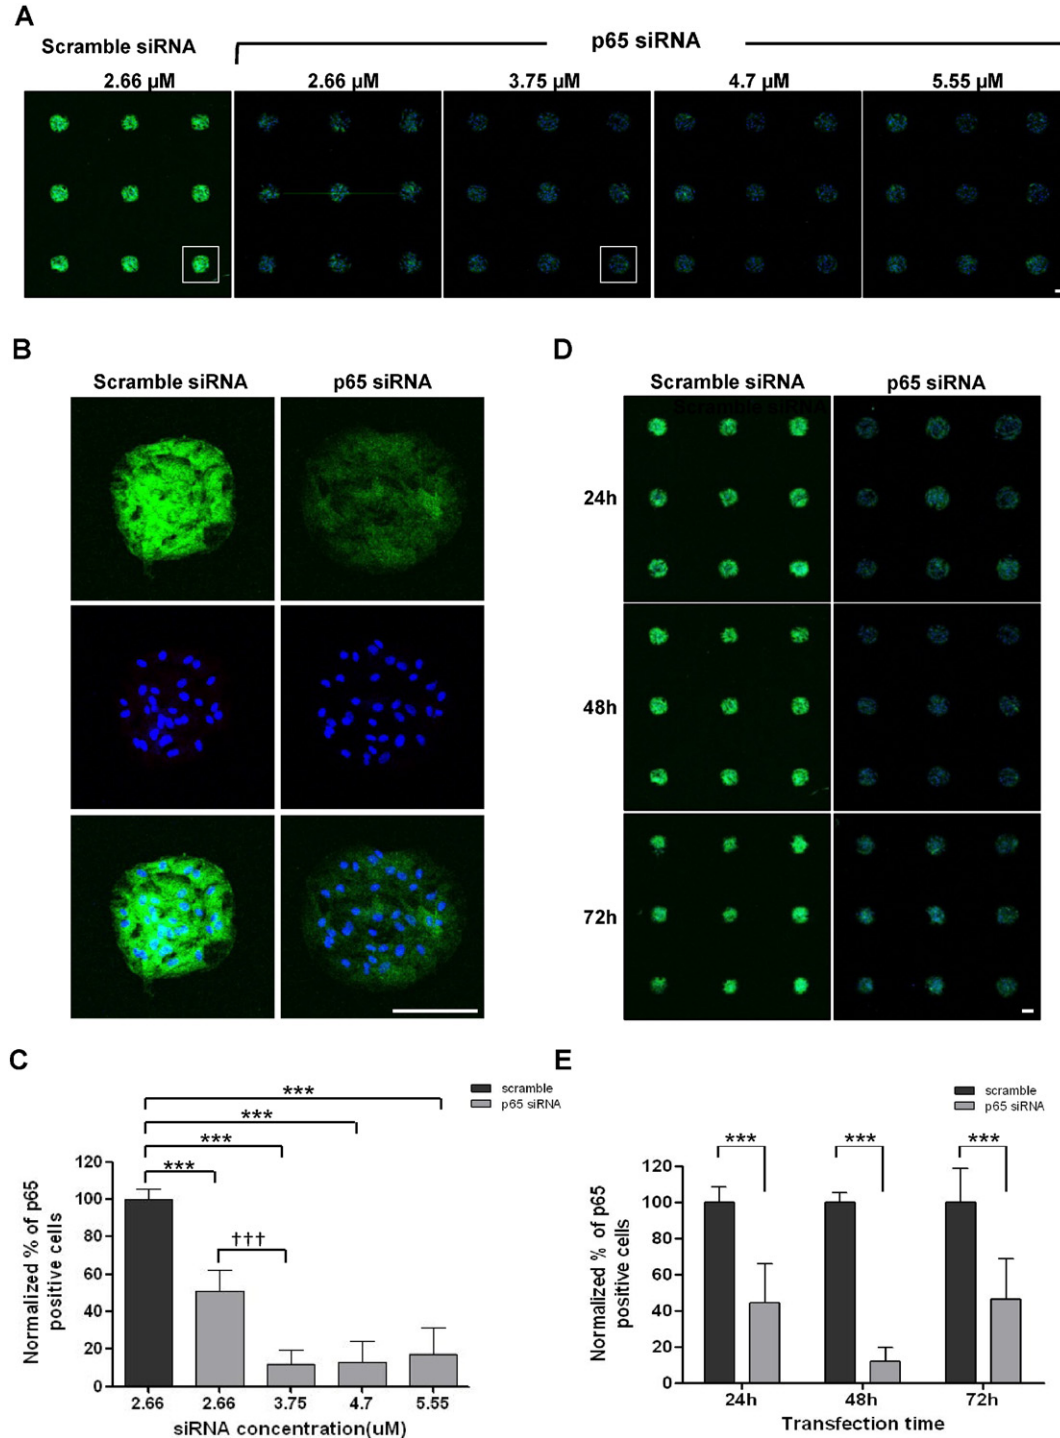 A
Scramble siRNA
p65 siRNA
2.66 µM
2.66 µM
3.75 µM
4.7 µM
5.55 µM
B
Scramble siRNA
p65 siRNA
C
scramble
p65 siRNA
***
***
***
***
†††
Normalized % of p65
positive cells
120
100
80
60
40
20
0
2.66
2.66
3.75
4.7
5.55
siRNA concentration(uM)
D
Scramble siRNA
p65 siRNA
Scramble siRNA
24h
48h
72h
E
scramble
p65 siRNA
***
***
***
Normalized % of p65
positive cells
120
100
80
60
40
20
0
24h
48h
72h
Transfection time